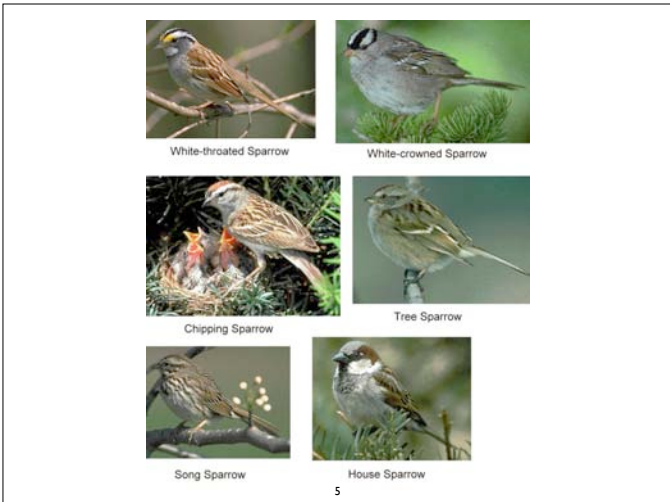 White-throated Sparrow
White-crowned Sparrow
Chipping Sparrow
Tree Sparrow
Song Sparrow
House Sparrow
5